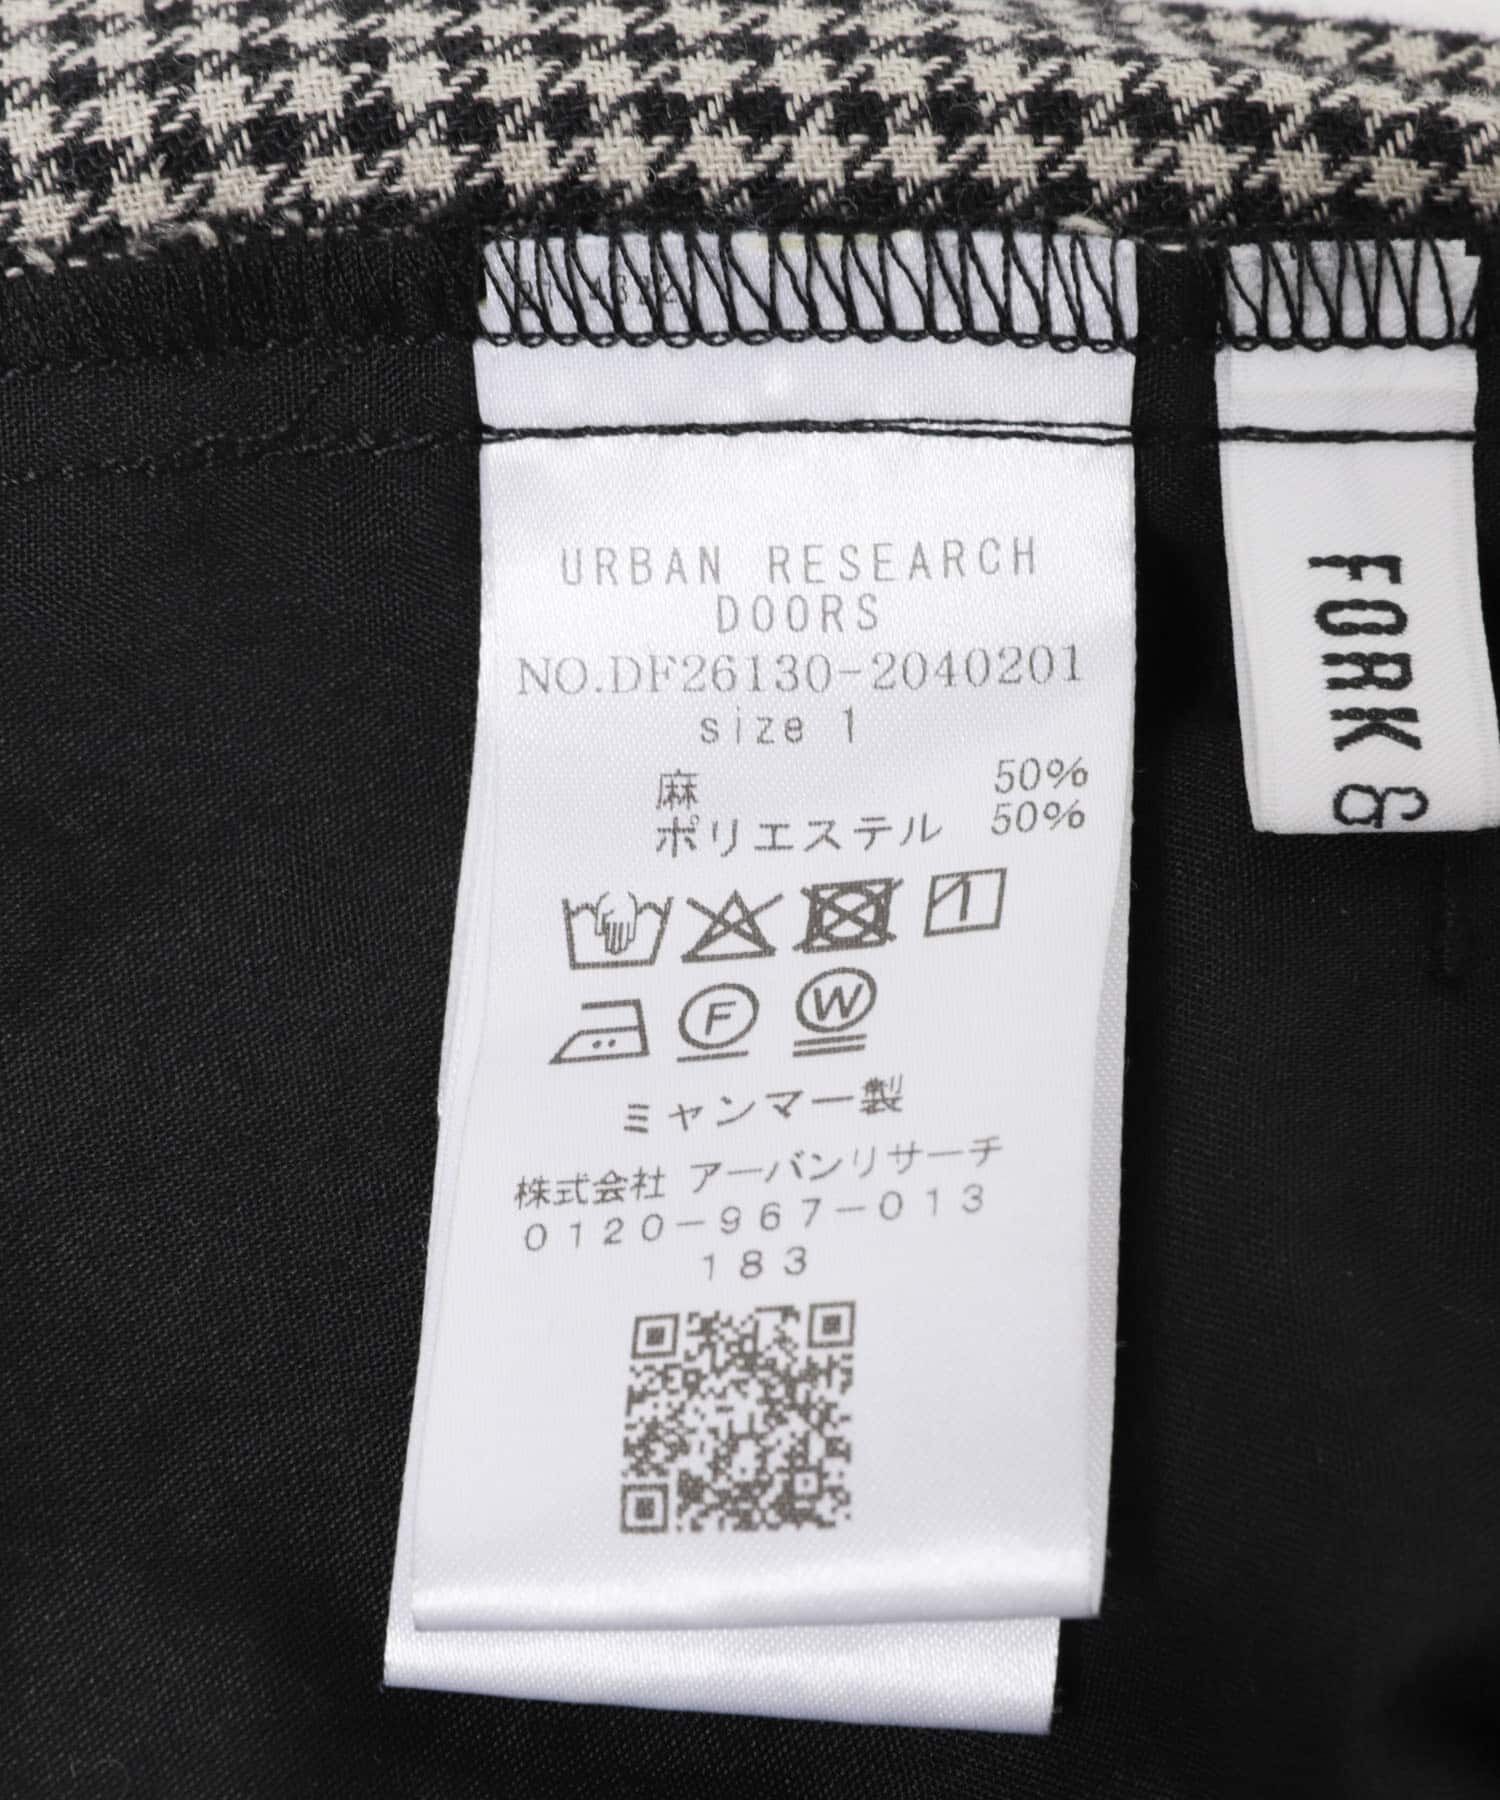 URBAN RESEARCH
DOORS
NO.DF26130-2040201
size 1
麻 50%
ポリエステル 50%
F W
ミャンマー製
株式会社 アーバンリサーチ
0120-967-013
183
FORK &